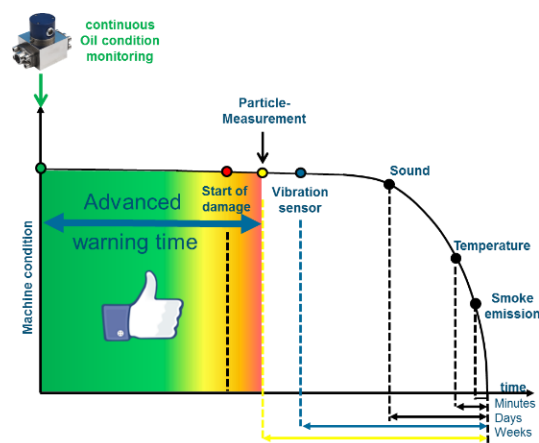 continuous
Oil condition
monitoring
Particle-
Measurement
Sound
Advanced
warning time
Start of
damage
Vibration
sensor
Temperature
Smoke
emission
Machine condition
time
Minutes
Days
Weeks